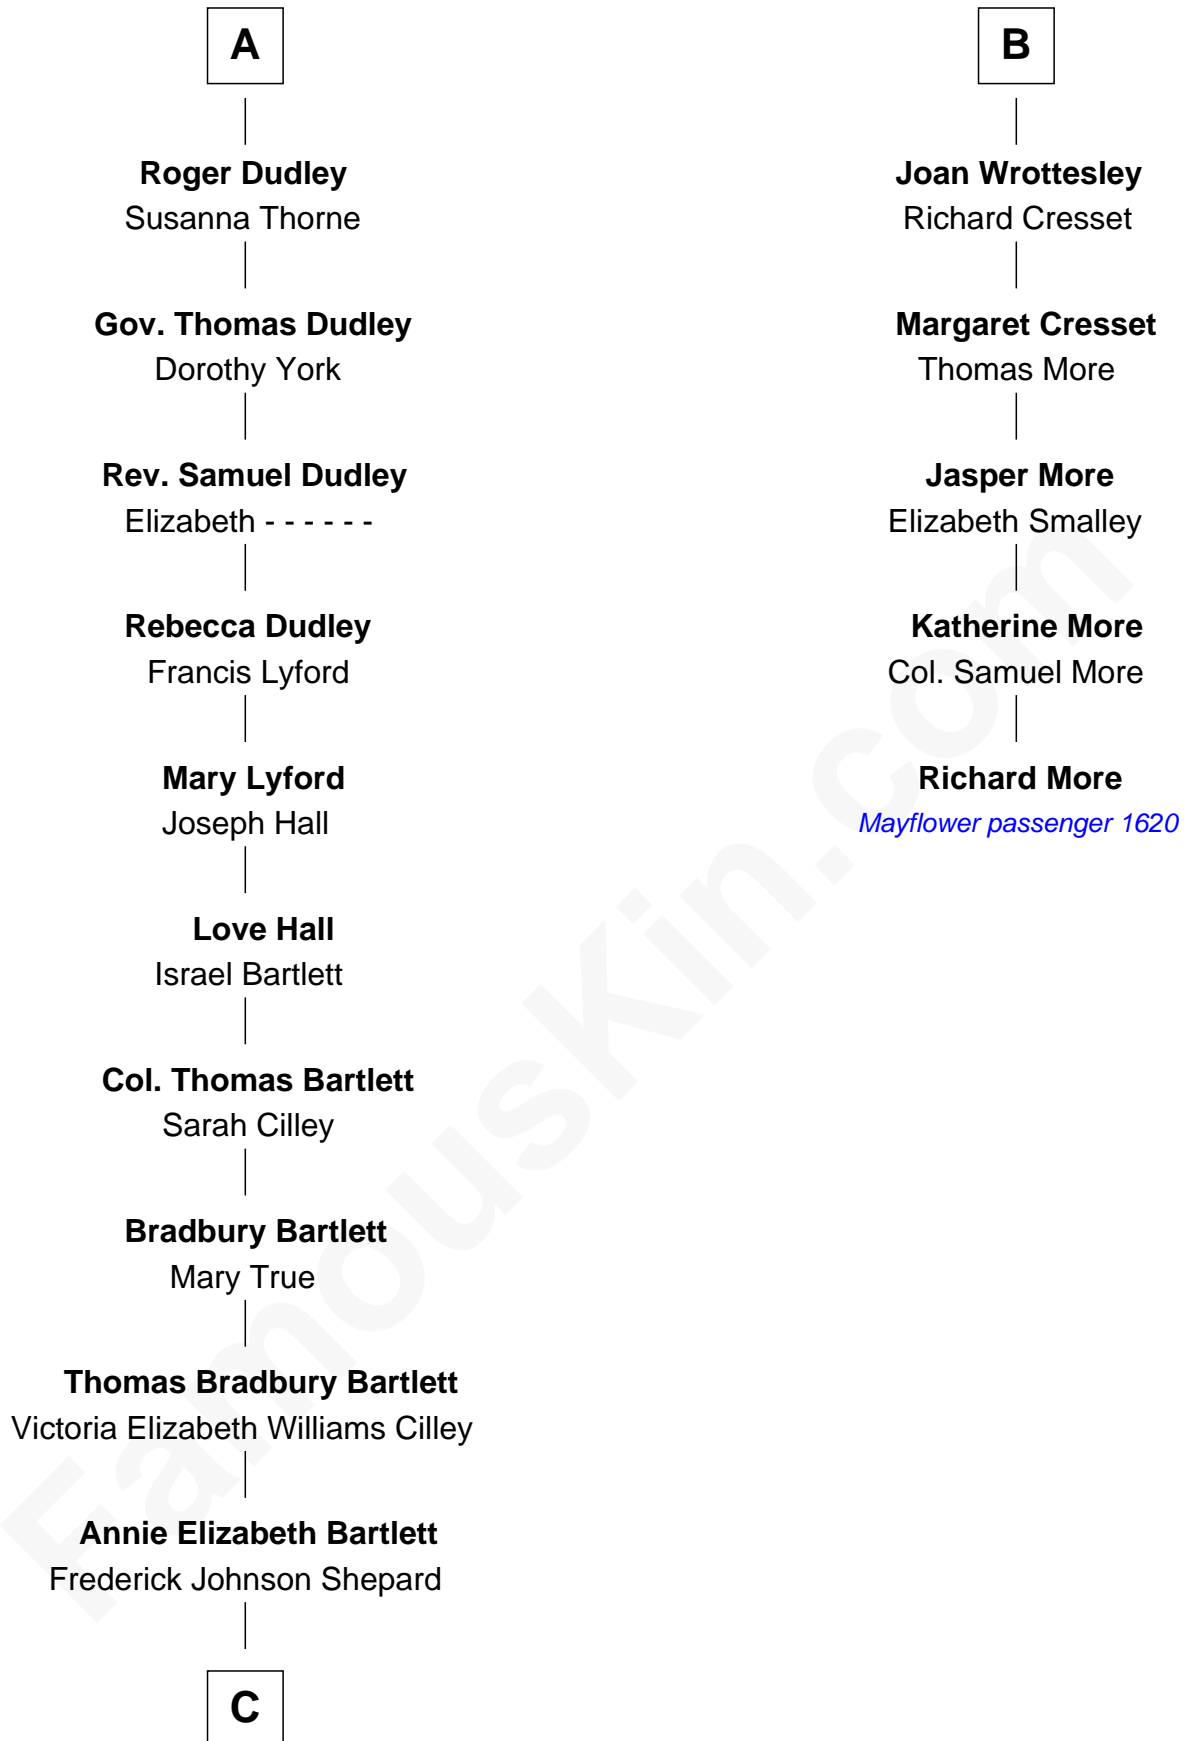 A
Roger Dudley
Susanna Thorne
Gov. Thomas Dudley
Dorothy York
Rev. Samuel Dudley
Elizabeth - - - - - -
Rebecca Dudley
Francis Lyford
Mary Lyford
Joseph Hall
Love Hall
Israel Bartlett
Col. Thomas Bartlett
Sarah Cilley
Bradbury Bartlett
Mary True
Thomas Bradbury Bartlett
Victoria Elizabeth Williams Cilley
Annie Elizabeth Bartlett
Frederick Johnson Shepard
C
B
Joan Wrottesley
Richard Cresset
Margaret Cresset
Thomas More
Jasper More
Elizabeth Smalley
Katherine More
Col. Samuel More
Richard More
Mayflower passenger 1620
FamousKin.com